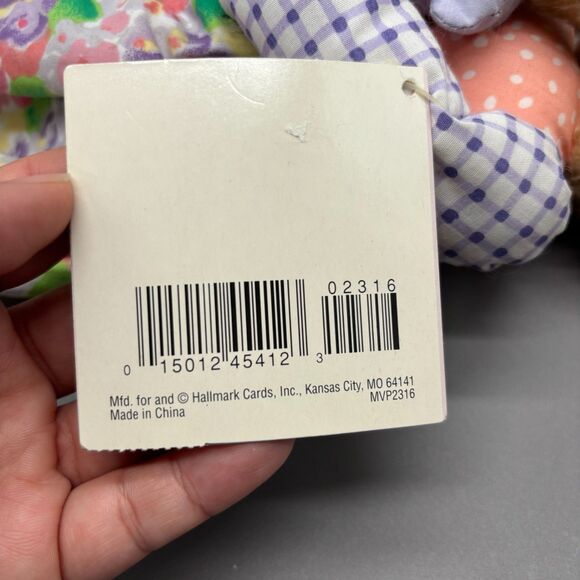 02316
0 15012 45412 3
Mfd. for and © Hallmark Cards, Inc., Kansas City, MO 64141
Made in China MVP2316